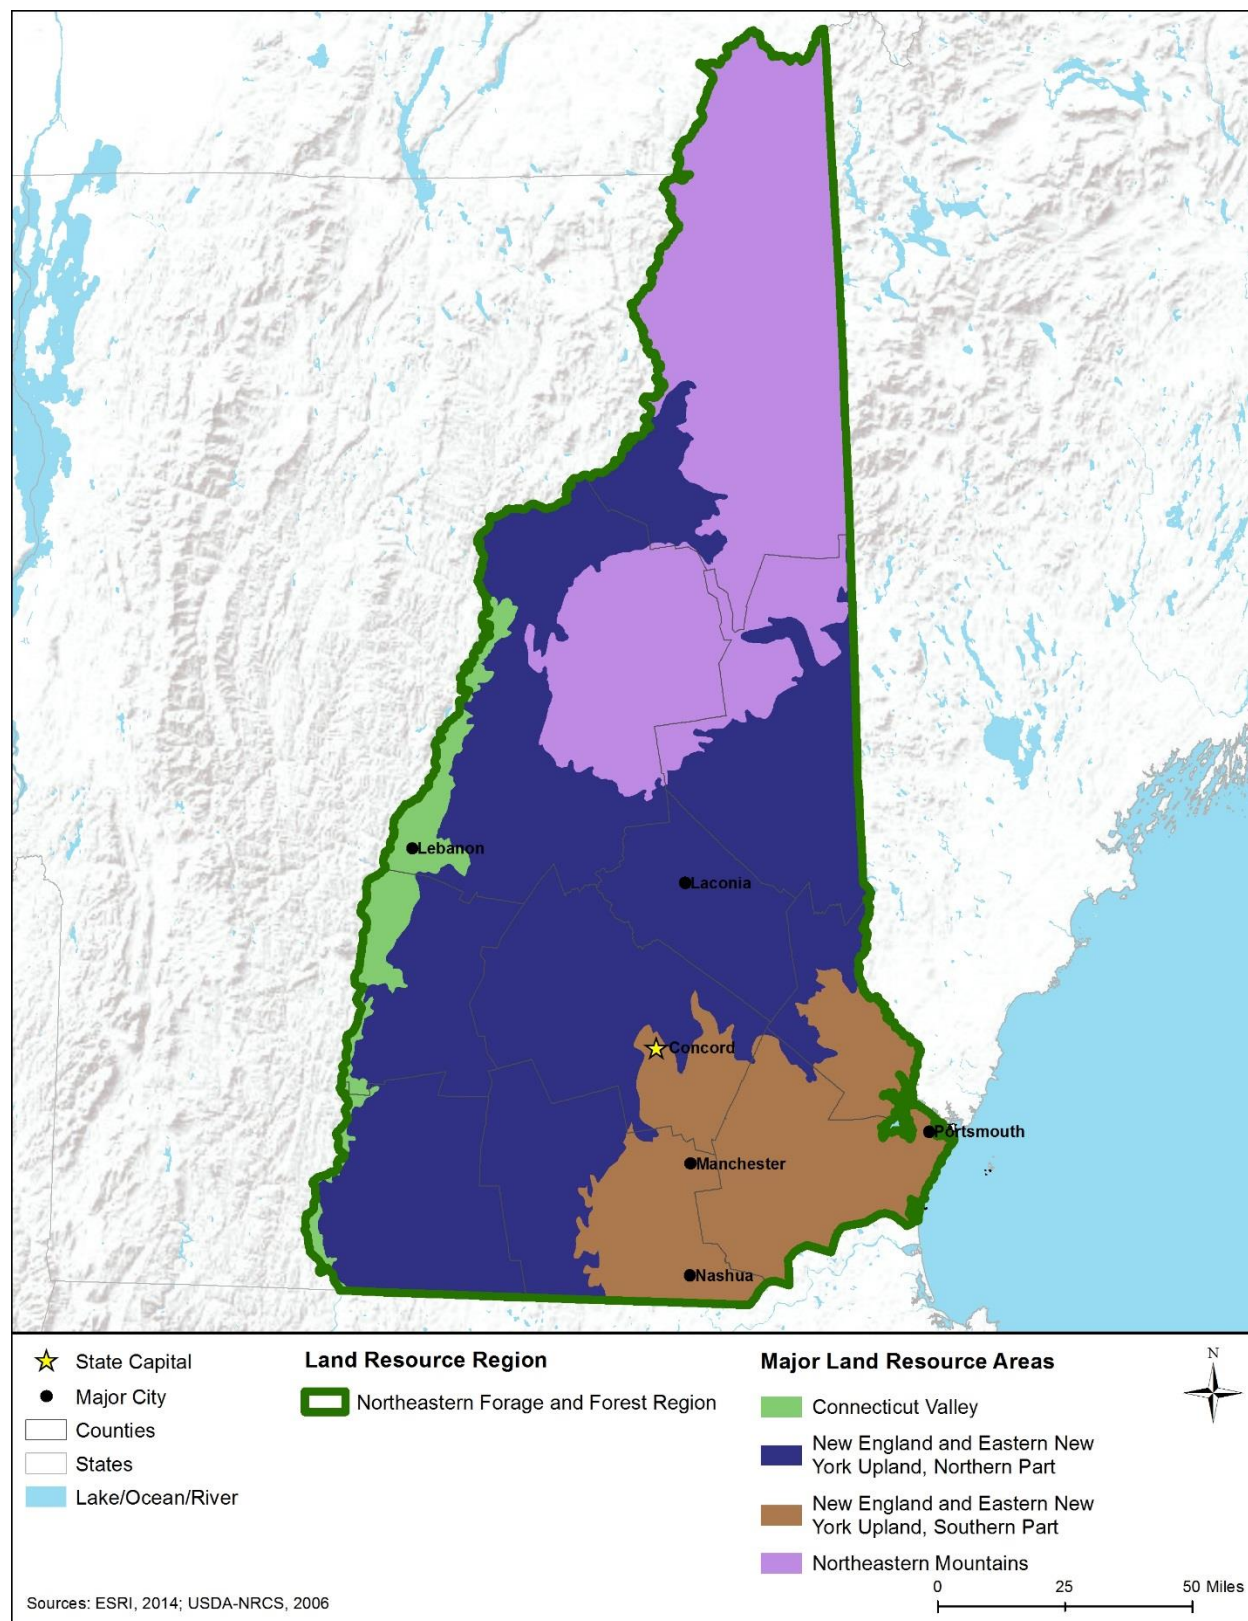 Lebanon
Laconia
Concord
Portsmouth
Manchester
Nashua
State Capital
Major City
Counties
States
Lake/Ocean/River
Land Resource Region
Northeastern Forage and Forest Region
Major Land Resource Areas
Connecticut Valley
New England and Eastern New
York Upland, Northern Part
New England and Eastern New
York Upland, Southern Part
Northeastern Mountains
N
0 25 50 Miles
Sources: ESRI, 2014; USDA-NRCS, 2006